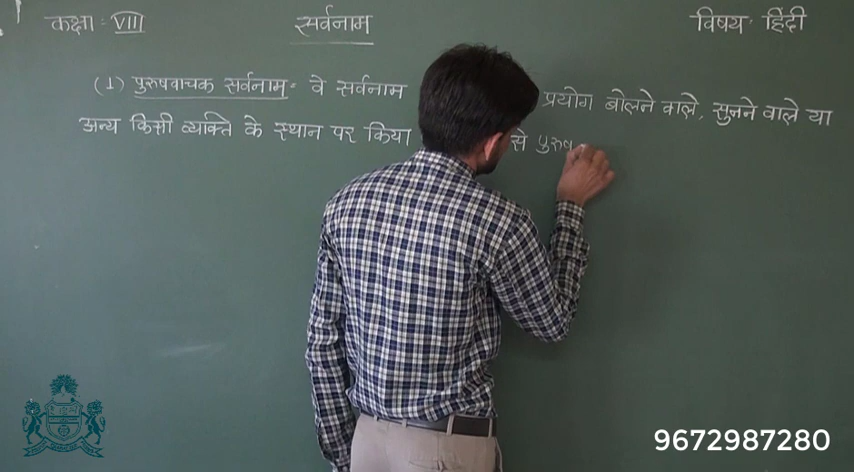 कक्षा : VIII सर्वनाम विषय : हिंदी
(1) पुरुषवाचक सर्वनाम = वे सर्वनाम प्रयोग बोलने वाले, सुनने वाले या
अन्य किसी व्यक्ति के स्थान पर किया से पुरुष
9672987280